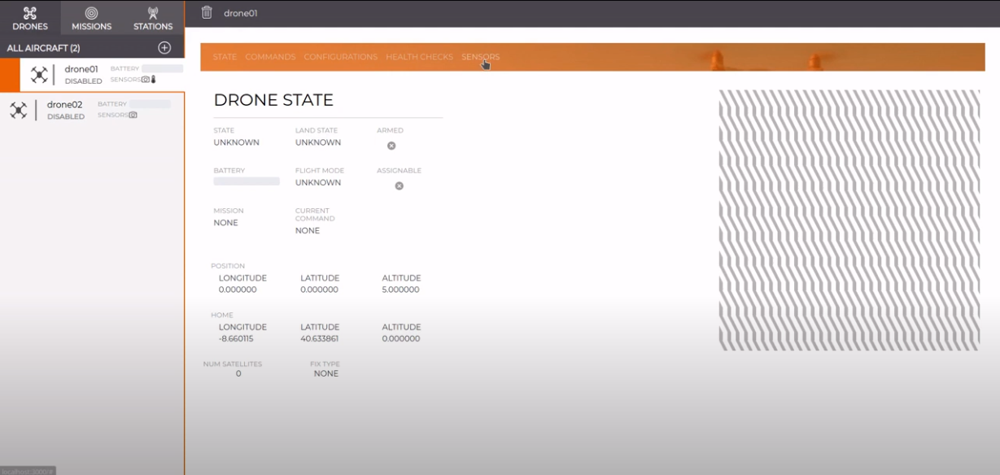 DRONES MISSIONS STATIONS
drone01
ALL AIRCRAFT (2)
drone01 BATTERY
DISABLED SENSORS
drone02 BATTERY
DISABLED SENSORS
STATE COMMANDS CONFIGURATIONS HEALTH CHECKS SENSORS
DRONE STATE
STATE LAND STATE ARMED
UNKNOWN UNKNOWN
BATTERY FLIGHT MODE ASSIGNABLE
UNKNOWN
MISSION CURRENT
COMMAND
NONE NONE
POSITION
LONGITUDE LATITUDE ALTITUDE
0.000000 0.000000 5.000000
HOME
LONGITUDE LATITUDE ALTITUDE
-8.660115 40.633861 0.000000
NUM SATELLITES FIX TYPE
0 NONE